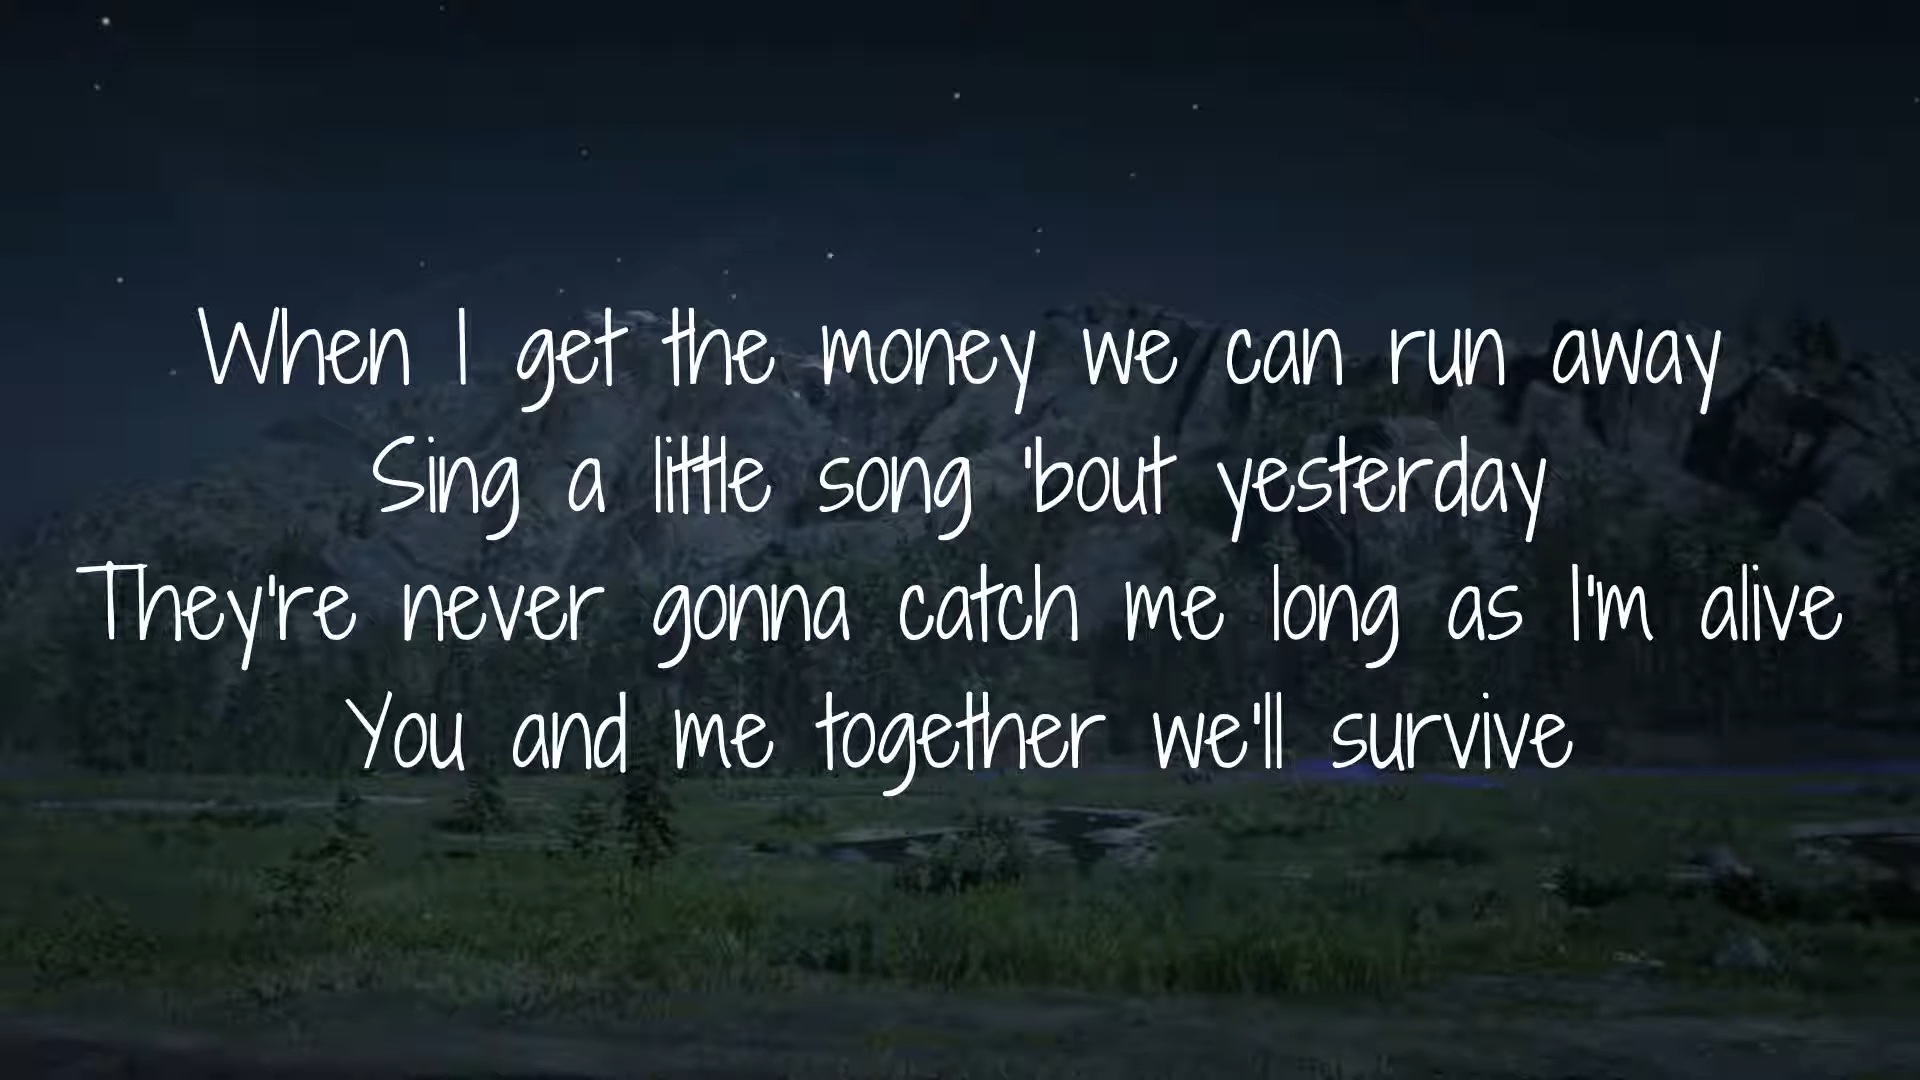 When I get the money we can run away
Sing a little song 'bout yesterday
They're never gonna catch me long as I'm alive
You and me together we'll survive